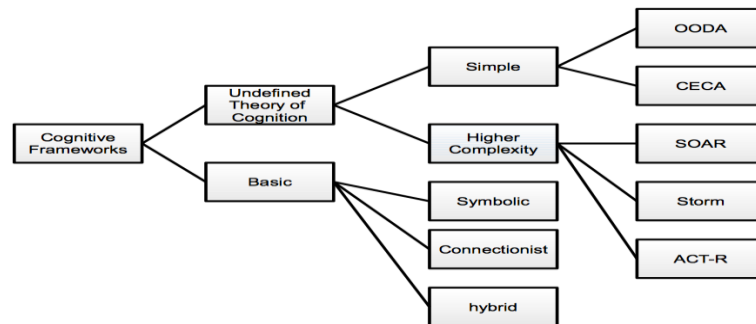 OODA
Simple
CECA
Undefined
Theory of
Cognition
Cognitive
Frameworks
Higher
Complexity
SOAR
Basic
Symbolic
Storm
Connectionist
ACT-R
hybrid